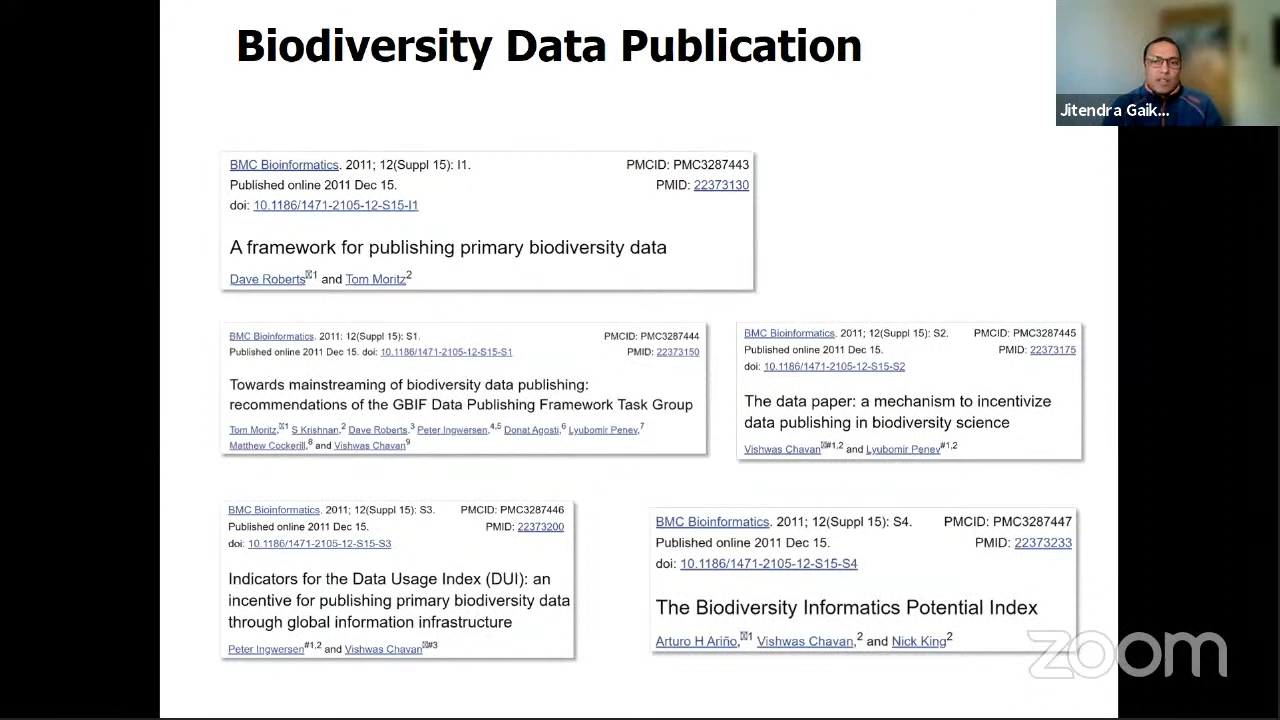 Biodiversity Data Publication
Jitendra Gaik...
BMC Bioinformatics. 2011; 12(Suppl 15): I1.
PMCID: PMC3287443
Published online 2011 Dec 15.
PMID: 22373130
doi: 10.1186/1471-2105-12-S15-I1
A framework for publishing primary biodiversity data
Dave Roberts1 and Tom Moritz2
BMC Bioinformatics. 2011; 12(Suppl 15): S1.
PMCID: PMC3287444
Published online 2011 Dec 15. doi: 10.1186/1471-2105-12-S15-S1
PMID: 22373150
Towards mainstreaming of biodiversity data publishing:
recommendations of the GBIF Data Publishing Framework Task Group
Tom Moritz,1 S Krishnan,2 Dave Roberts,3 Peter Ingwersen,4,5 Donat Agosti,6 Lyubomir Penev,7
Matthew Cockerill,8 and Vishwas Chavan9
BMC Bioinformatics. 2011; 12(Suppl 15): S2.
PMCID: PMC3287445
Published online 2011 Dec 15.
PMID: 22373175
doi: 10.1186/1471-2105-12-S15-S2
The data paper: a mechanism to incentivize
data publishing in biodiversity science
Vishwas Chavan#1,2 and Lyubomir Penev#1,2
BMC Bioinformatics. 2011; 12(Suppl 15): S3.
PMCID: PMC3287446
Published online 2011 Dec 15.
PMID: 22373200
doi: 10.1186/1471-2105-12-S15-S3
Indicators for the Data Usage Index (DUI): an
incentive for publishing primary biodiversity data
through global information infrastructure
Peter Ingwersen#1,2 and Vishwas Chavan#3
BMC Bioinformatics. 2011; 12(Suppl 15): S4.
PMCID: PMC3287447
Published online 2011 Dec 15.
PMID: 22373233
doi: 10.1186/1471-2105-12-S15-S4
The Biodiversity Informatics Potential Index
Arturo H Ariño,1 Vishwas Chavan,2 and Nick King2
zoom